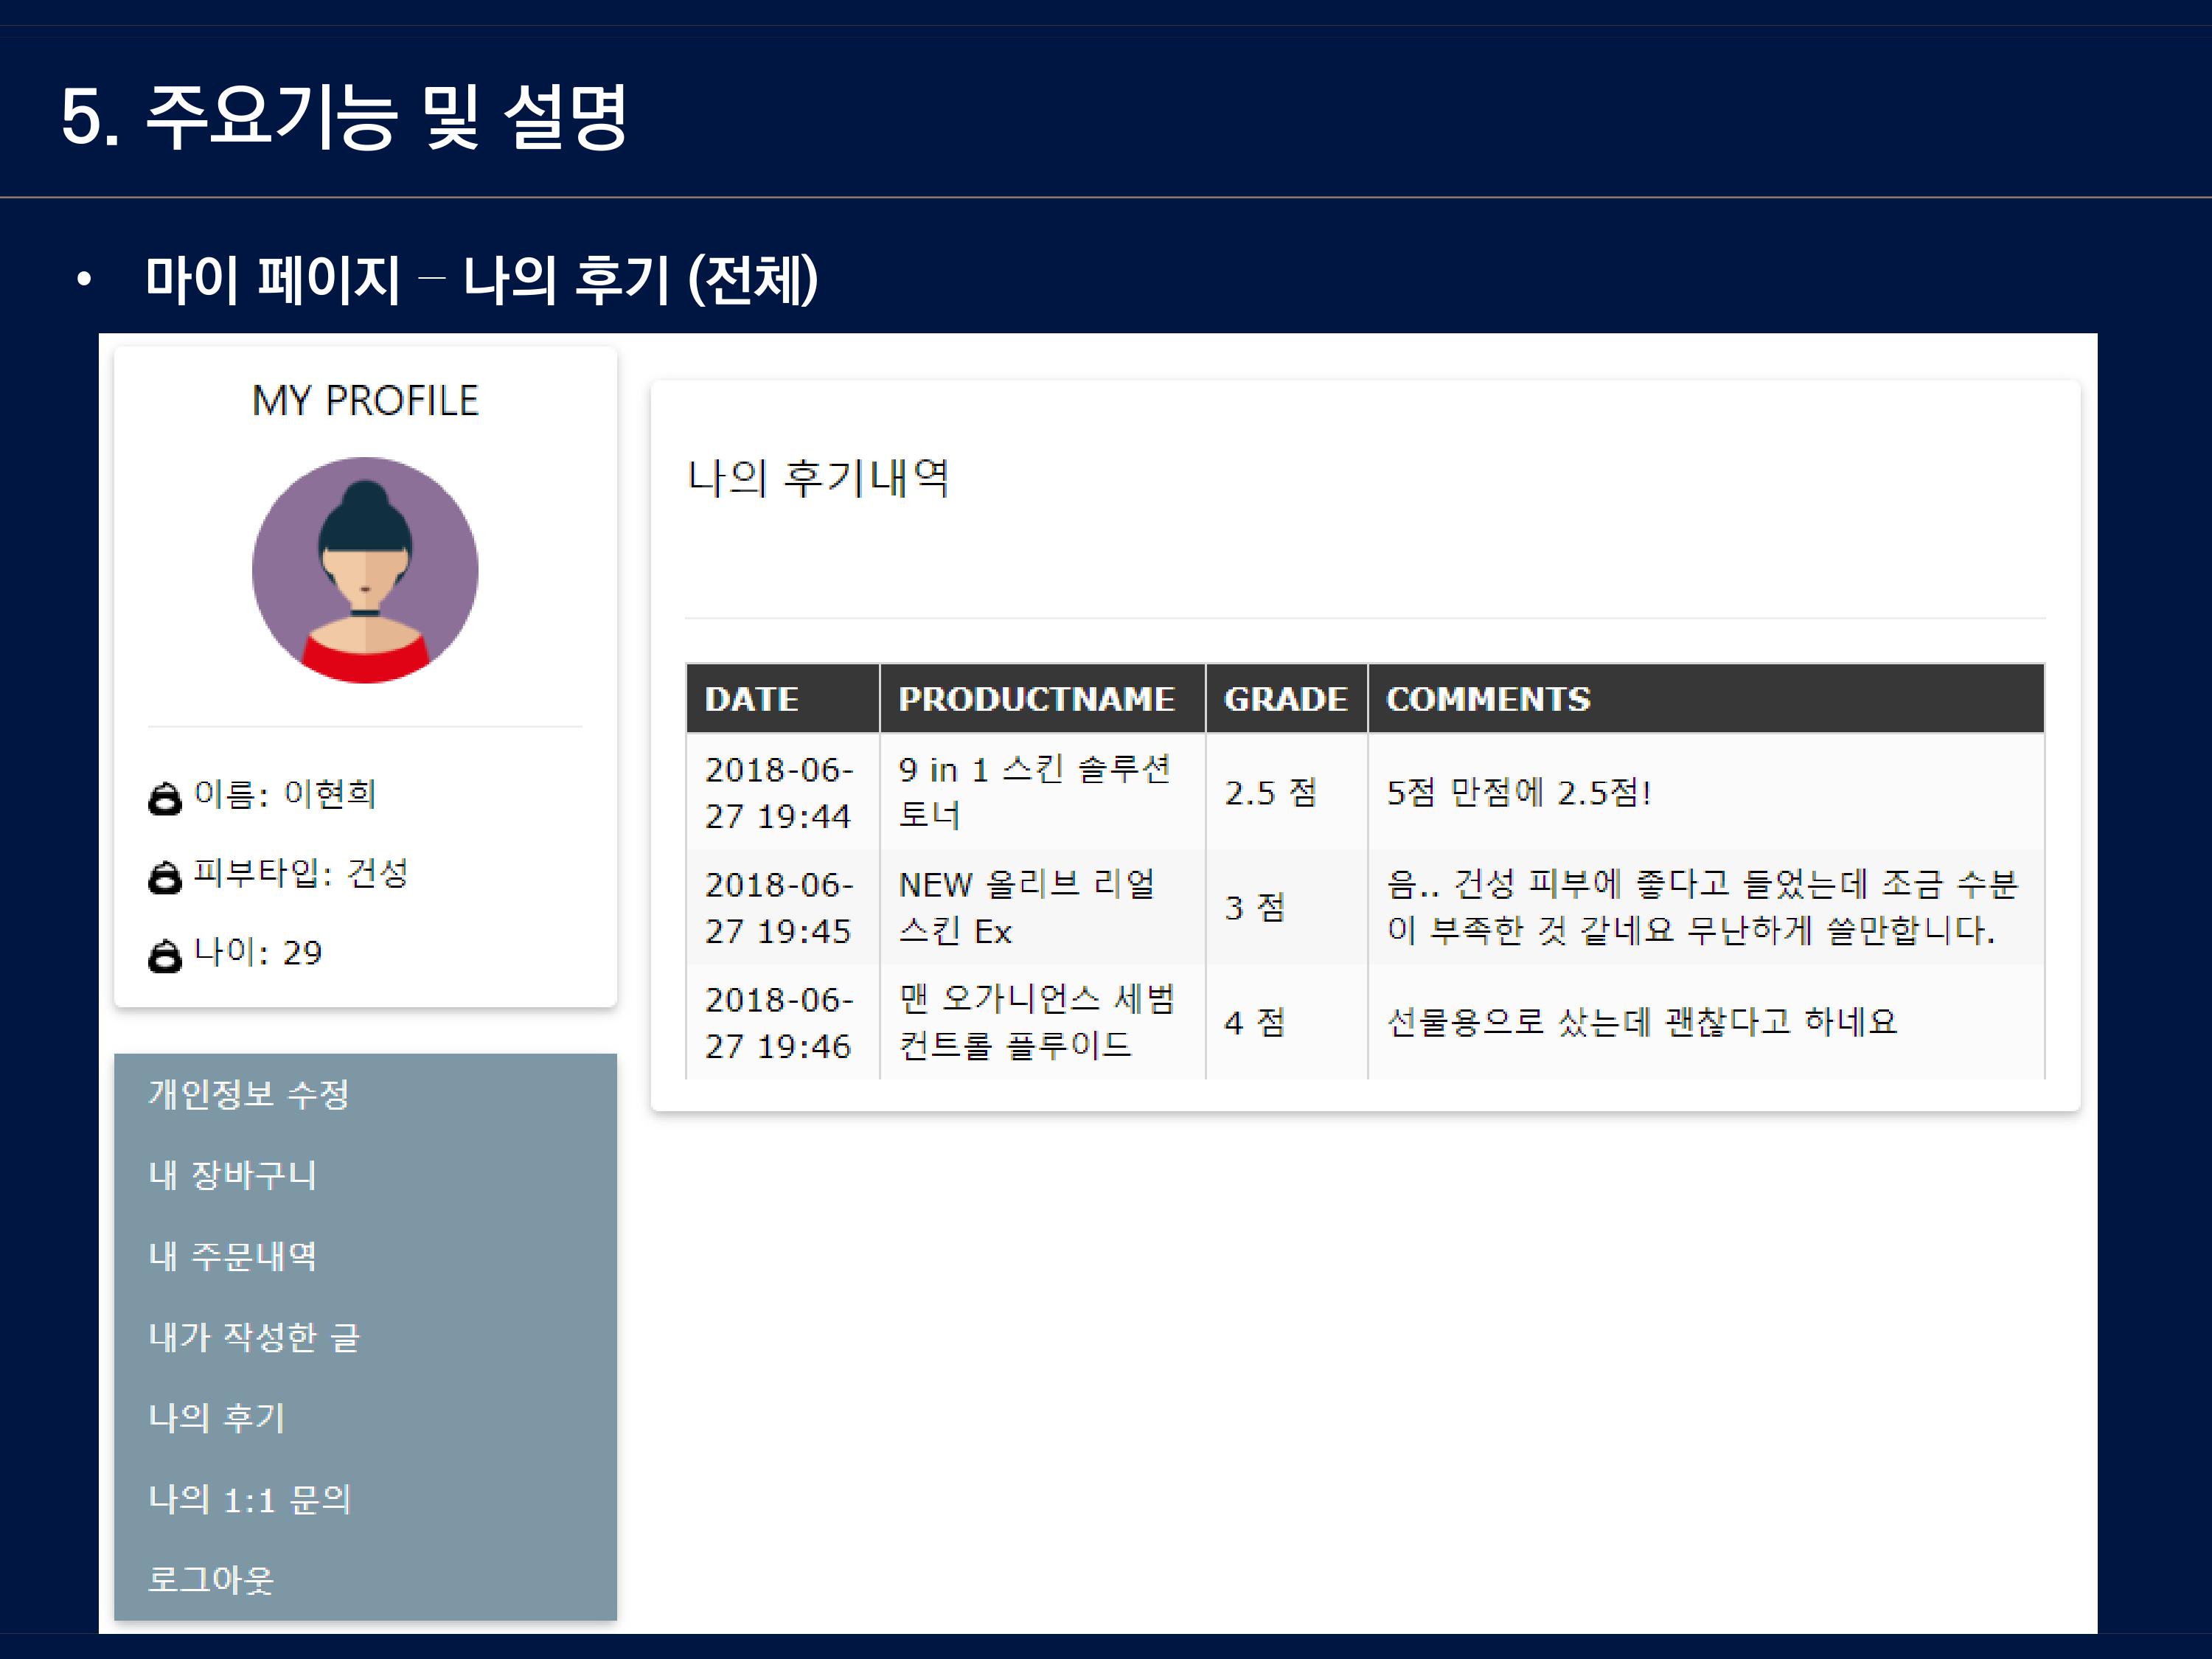 5. 주요기능 및 설명
• 마이 페이지 – 나의 후기 (전체)
MY PROFILE
이름: 이현희
피부타입: 건성
나이: 29
개인정보 수정
내 장바구니
내 주문내역
내가 작성한 글
나의 후기
나의 1:1 문의
로그아웃
나의 후기내역
DATE PRODUCTNAME GRADE COMMENTS
2018-06-27 19:44 9 in 1 스킨 솔루션 토너 2.5 점 5점 만점에 2.5점!
2018-06-27 19:45 NEW 올리브 리얼 스킨 Ex 3 점 음.. 건성 피부에 좋다고 들었는데 조금 수분이 부족한 것 같네요 무난하게 쓸만합니다.
2018-06-27 19:46 맨 오가니언스 세범 컨트롤 플루이드 4 점 선물용으로 샀는데 괜찮다고 하네요